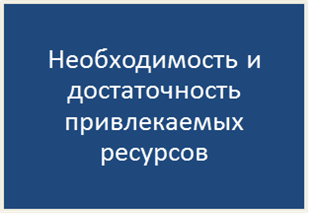 Необходимость и
достаточность
привлекаемых
ресурсов